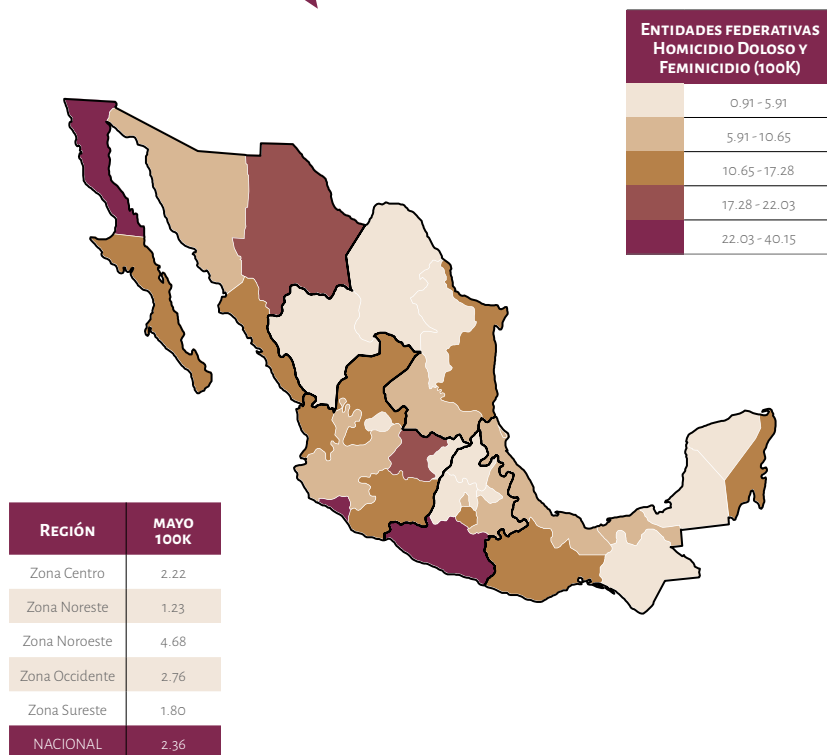 Entidades federativas
Homicidio Doloso y
Feminicidio (100K)
0.91 - 5.91
5.91 - 10.65
10.65 - 17.28
17.28 - 22.03
22.03 - 40.15
Región MAYO 100K
Zona Centro 2.22
Zona Noreste 1.23
Zona Noroeste 4.68
Zona Occidente 2.76
Zona Sureste 1.80
NACIONAL 2.36